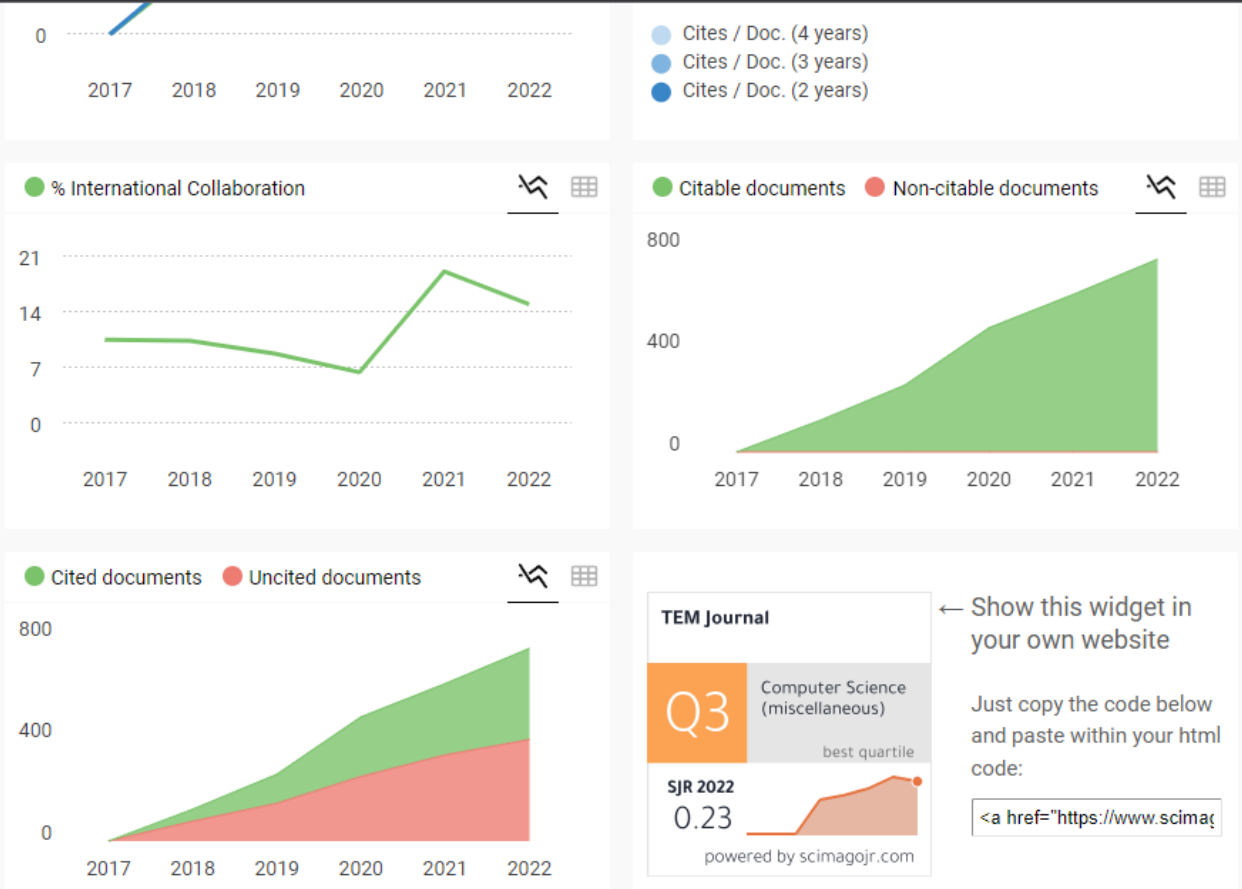 0
2017 2018 2019 2020 2021 2022
Cites / Doc. (4 years)
Cites / Doc. (3 years)
Cites / Doc. (2 years)
% International Collaboration
21
14
7
0
2017 2018 2019 2020 2021 2022
Citable documents Non-citable documents
800
400
0
2017 2018 2019 2020 2021 2022
Cited documents Uncited documents
800
400
0
2017 2018 2019 2020 2021 2022
TEM Journal
Q3
Computer Science
(miscellaneous)
best quartile
SJR 2022
0.23
powered by scimagojr.com
← Show this widget in
your own website
Just copy the code below
and paste within your html
code:
<a href="https://www.scimag